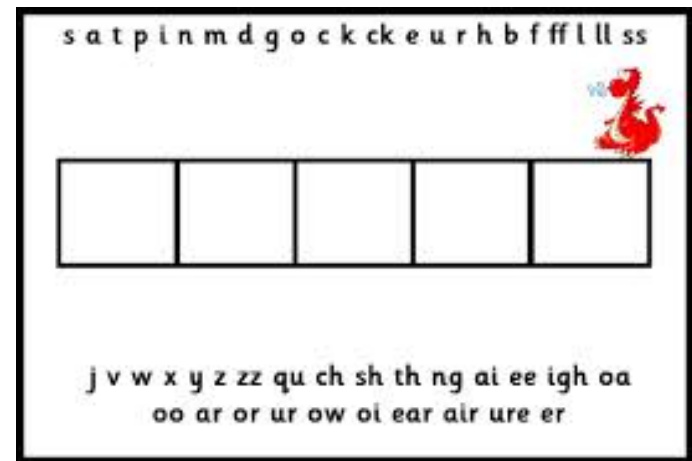 s a t p i n m d g o c k ck e u r h b f ff l ll ss
j v w x y z zz qu ch sh th ng ai ee igh oa
oo ar or ur ow oi ear air ure er